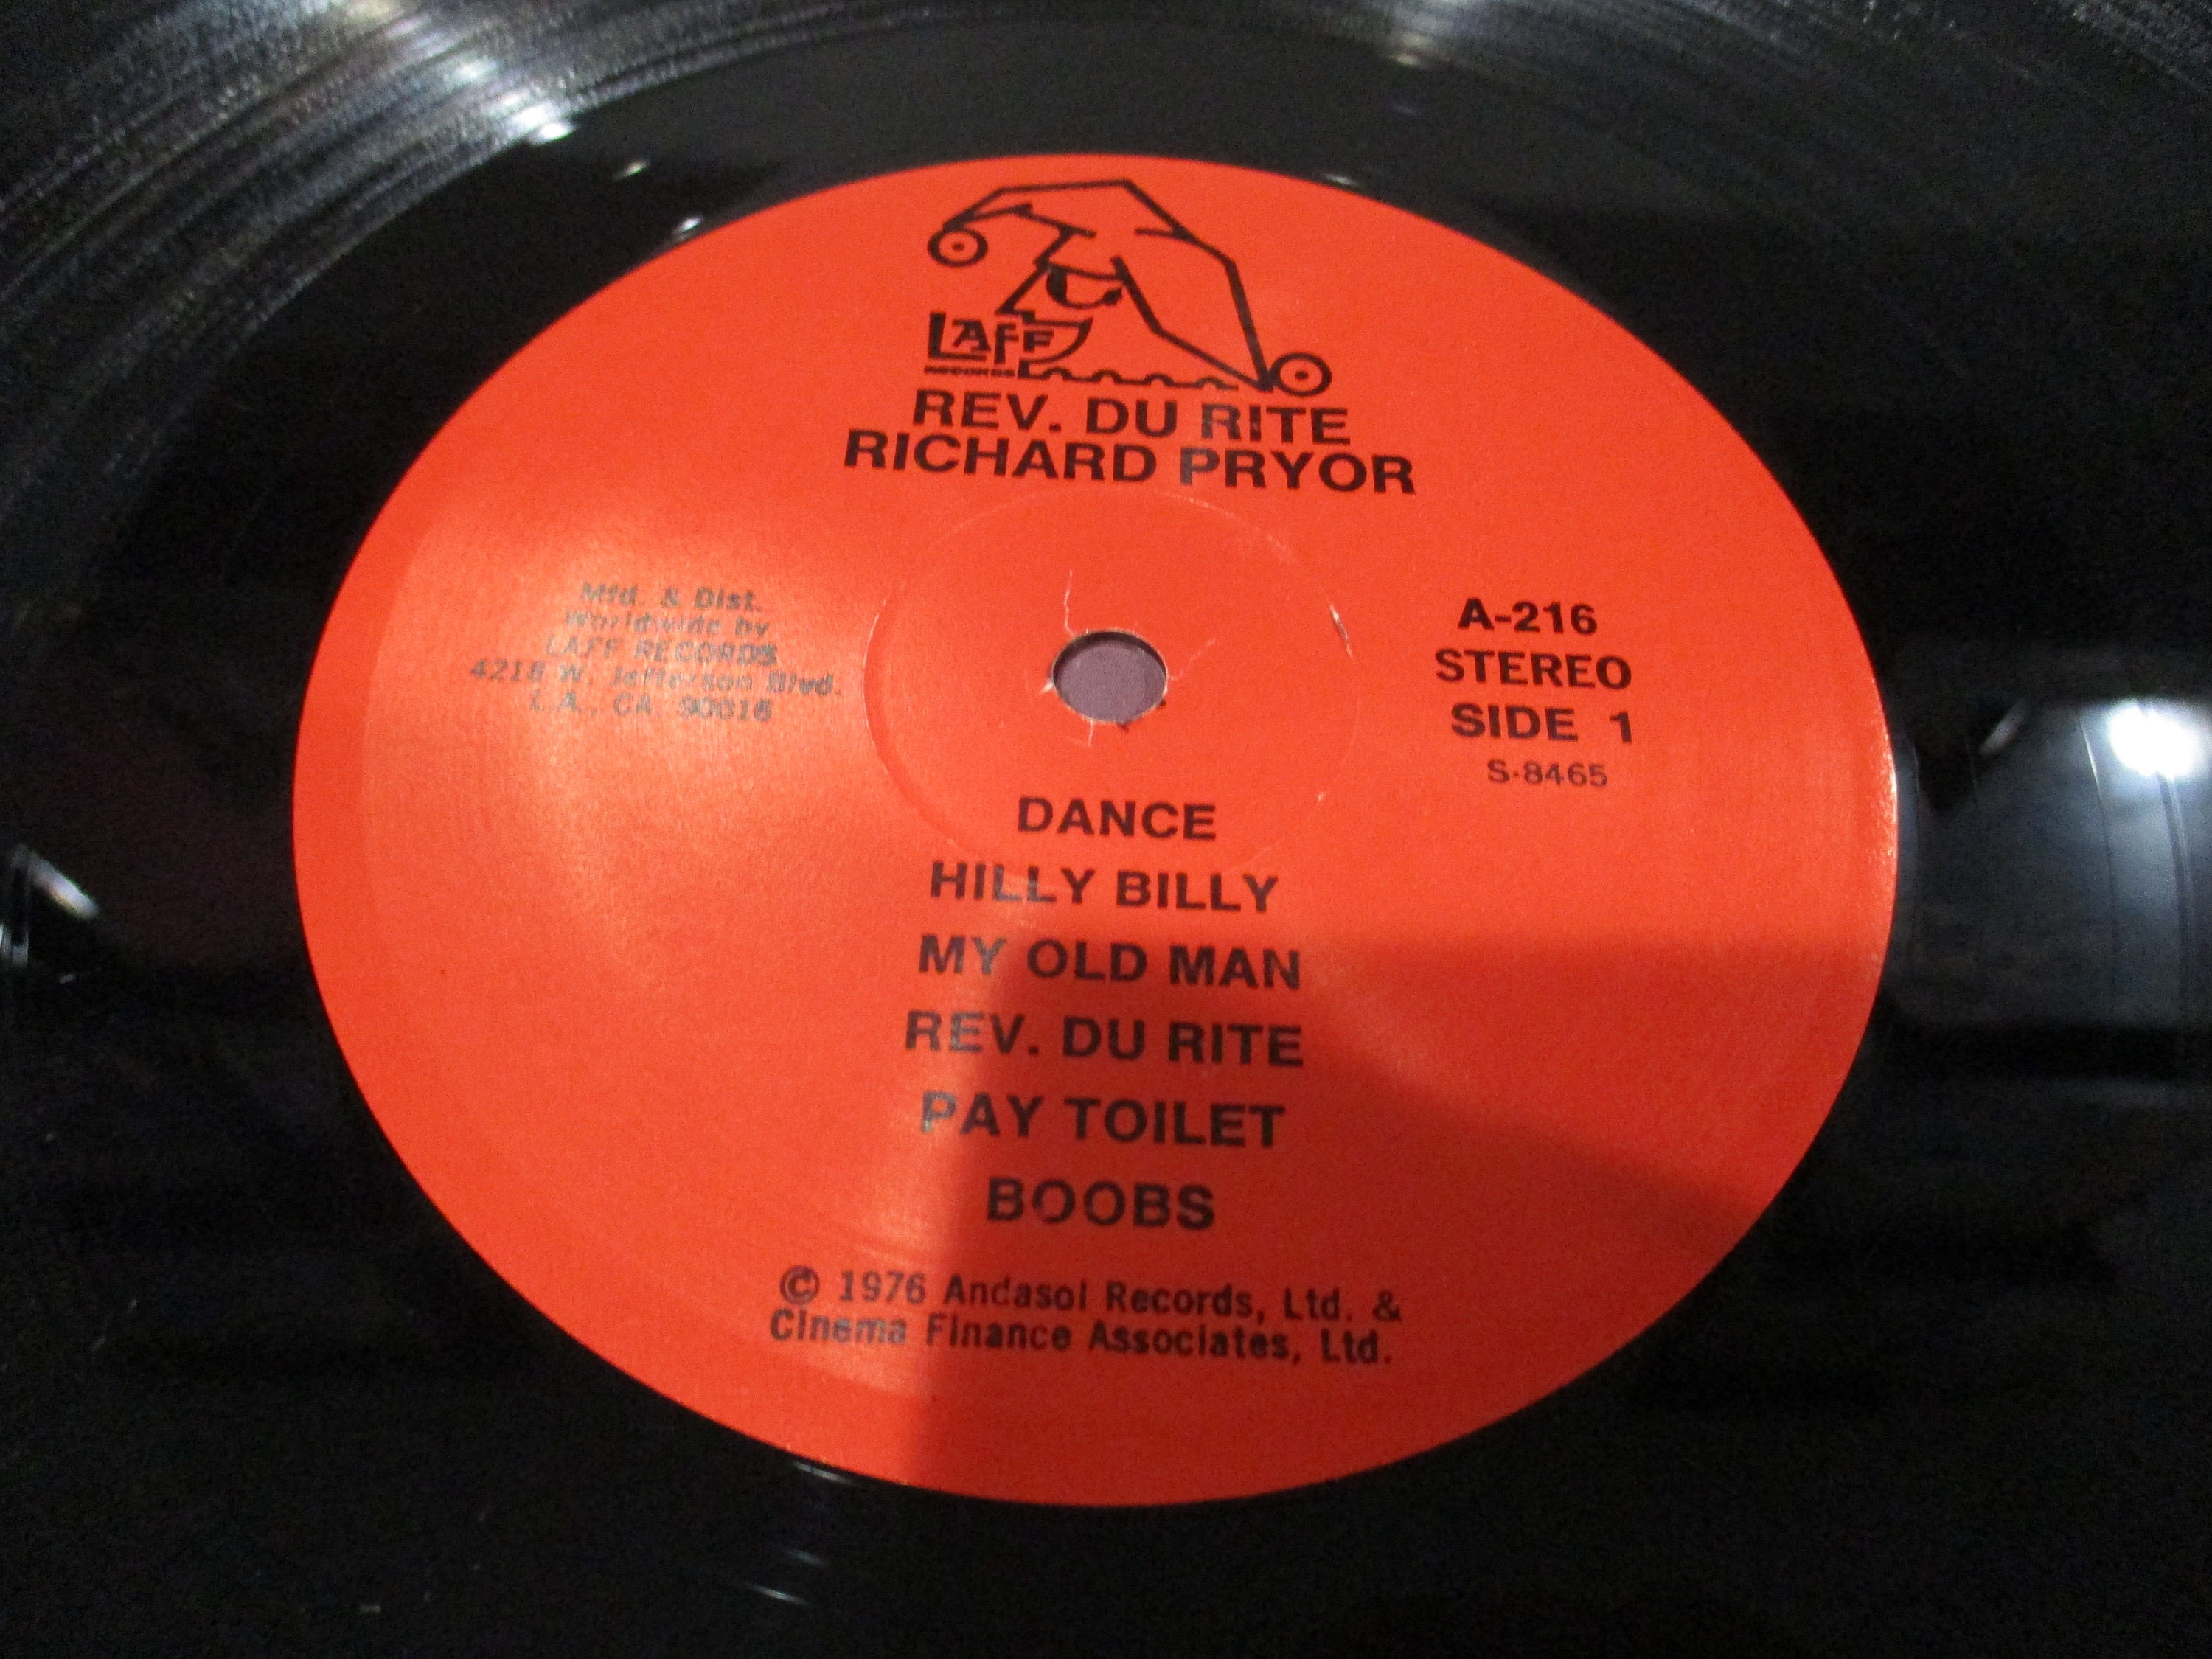 LAFF
RECORDS
REV. DU RITE
RICHARD PRYOR
Mfd. & Dist.
Worldwide by
LAFF RECORDS
4218 W. Jefferson Blvd.
L.A., CA 90016
A-216
STEREO
SIDE 1
S-8465
DANCE
HILLY BILLY
MY OLD MAN
REV. DU RITE
PAY TOILET
BOOBS
© 1976 Andasol Records, Ltd. &
Cinema Finance Associates, Ltd.